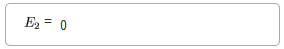 E₂ = 0